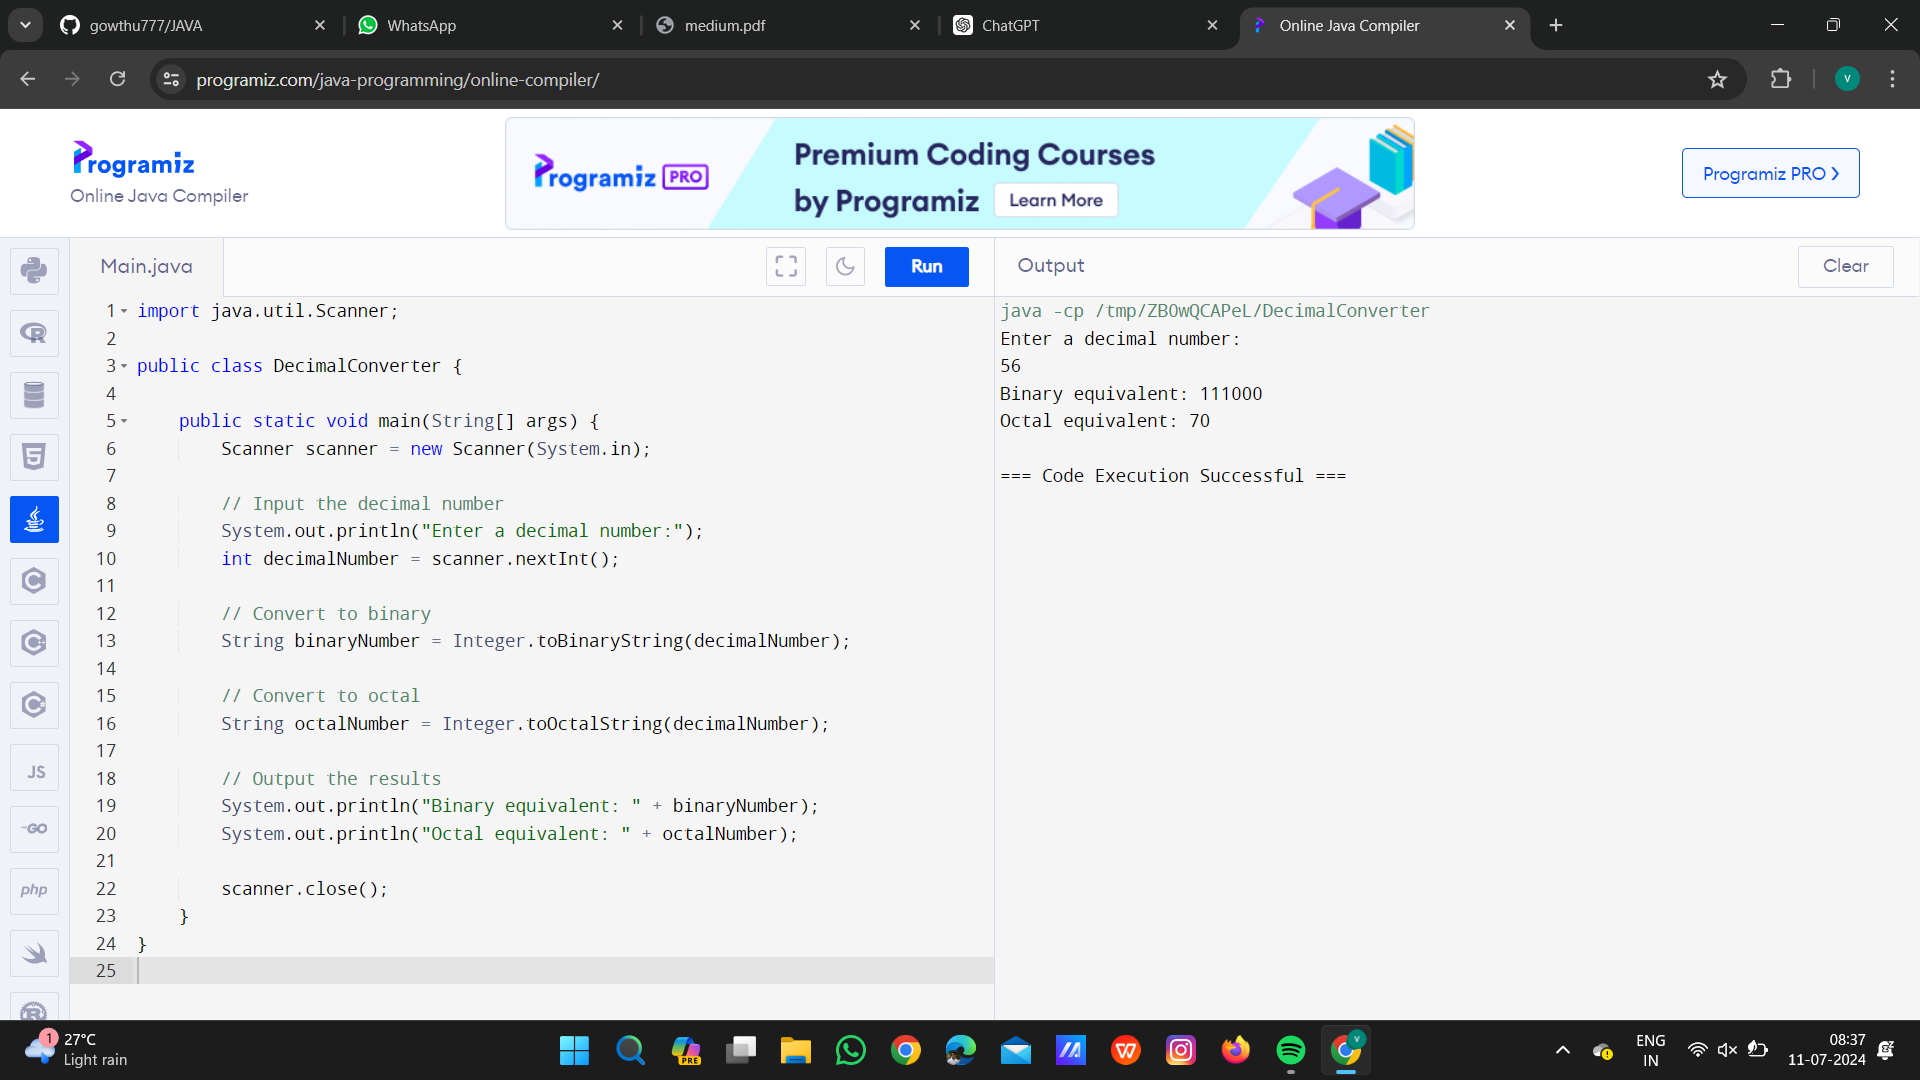 gowthu777/JAVA
WhatsApp
medium.pdf
ChatGPT
Online Java Compiler
programiz.com/java-programming/online-compiler/
V
Programiz
Online Java Compiler
Programiz PRO
Premium Coding Courses
by Programiz
Learn More
Programiz PRO
Main.java
Run
Output
Clear
1 import java.util.Scanner;
2
3 public class DecimalConverter {
4
5 public static void main(String[] args) {
6 Scanner scanner = new Scanner(System.in);
7
8 // Input the decimal number
9 System.out.println("Enter a decimal number:");
10 int decimalNumber = scanner.nextInt();
11
12 // Convert to binary
13 String binaryNumber = Integer.toBinaryString(decimalNumber);
14
15 // Convert to octal
16 String octalNumber = Integer.toOctalString(decimalNumber);
17
18 // Output the results
19 System.out.println("Binary equivalent: " + binaryNumber);
20 System.out.println("Octal equivalent: " + octalNumber);
21
22 scanner.close();
23 }
24 }
25
java -cp /tmp/ZBOwQCAPeL/DecimalConverter
Enter a decimal number:
56
Binary equivalent: 111000
Octal equivalent: 70
=== Code Execution Successful ===
JS
GO
php
1
27°C
Light rain
PRE
ENG
IN
08:37
11-07-2024